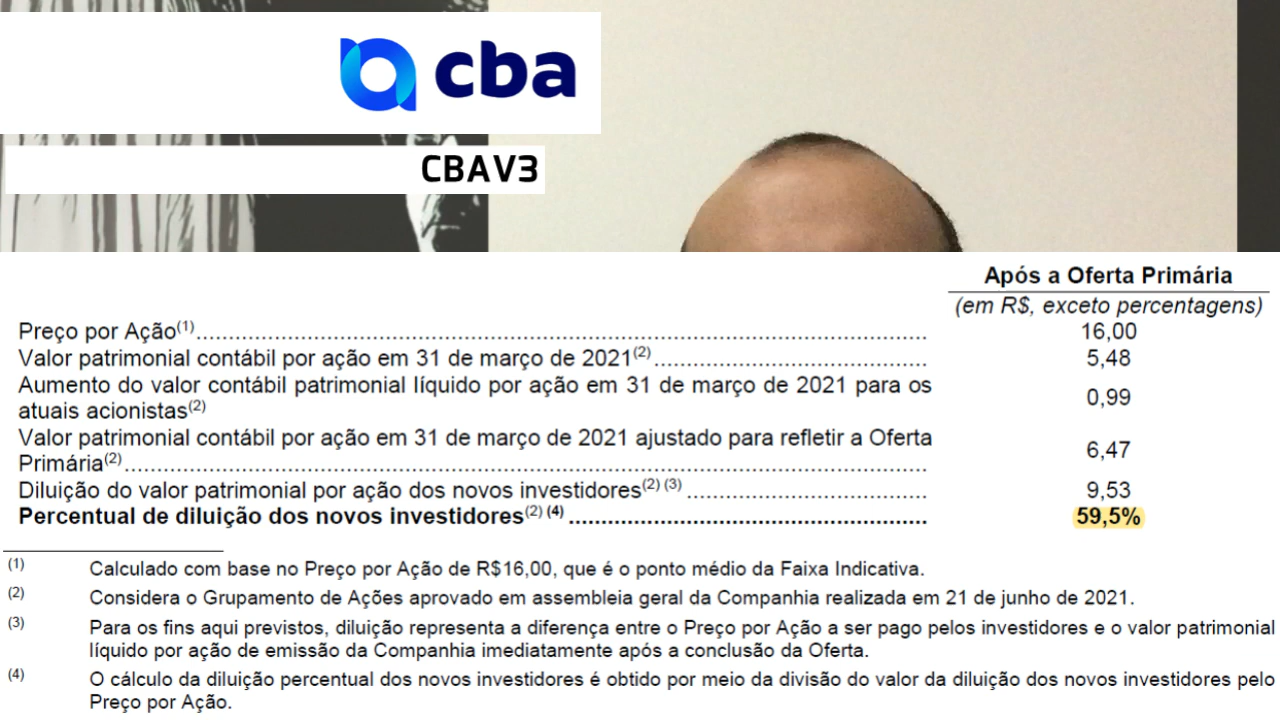 cba
CBAV3
Após a Oferta Primária
(em R$, exceto percentagens)
Preço por Ação(1) 16,00
Valor patrimonial contábil por ação em 31 de março de 2021(2) 5,48
Aumento do valor contábil patrimonial líquido por ação em 31 de março de 2021 para os
atuais acionistas(2) 0,99
Valor patrimonial contábil por ação em 31 de março de 2021 ajustado para refletir a Oferta
Primária(2) 6,47
Diluição do valor patrimonial por ação dos novos investidores(2) (3) 9,53
Percentual de diluição dos novos investidores(2) (4) 59,5%
(1) Calculado com base no Preço por Ação de R$16,00, que é o ponto médio da Faixa Indicativa.
(2) Considera o Grupamento de Ações aprovado em assembleia geral da Companhia realizada em 21 de junho de 2021.
(3) Para os fins aqui previstos, diluição representa a diferença entre o Preço por Ação a ser pago pelos investidores e o valor patrimonial
líquido por ação de emissão da Companhia imediatamente após a conclusão da Oferta.
(4) O cálculo da diluição percentual dos novos investidores é obtido por meio da divisão do valor da diluição dos novos investidores pelo
Preço por Ação.